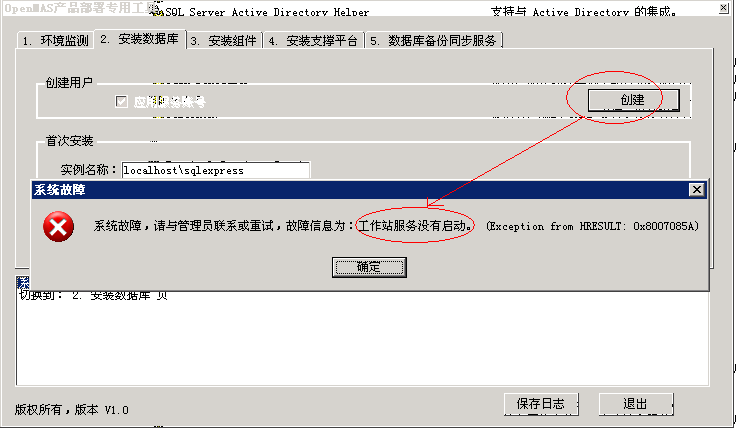 OpenMAS产品部署专用工具
SQL Server Active Directory Helper 支持与 Active Directory 的集成。
1. 环境监测 2. 安装数据库 3. 安装组件 4. 安装支撑平台 5. 数据库备份同步服务
创建用户
应用服务账号 创建
首次安装
实例名称： localhost\sqlexpress
系统故障
系统故障，请与管理员联系或重试，故障信息为：工作站服务没有启动。 (Exception from HRESULT: 0x8007085A)
确定
系
切换到： 2. 安装数据库 页
版权所有，版本 V1.0
保存日志 退出